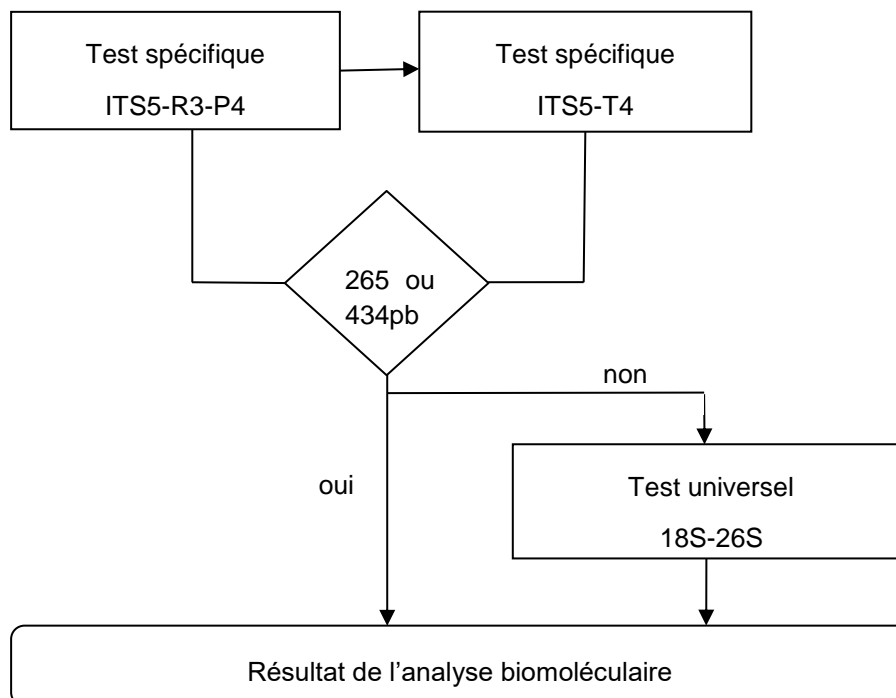 Test spécifique
ITS5-R3-P4
Test spécifique
ITS5-T4
265 ou
434pb
non
oui
Test universel
18S-26S
Résultat de l’analyse biomoléculaire